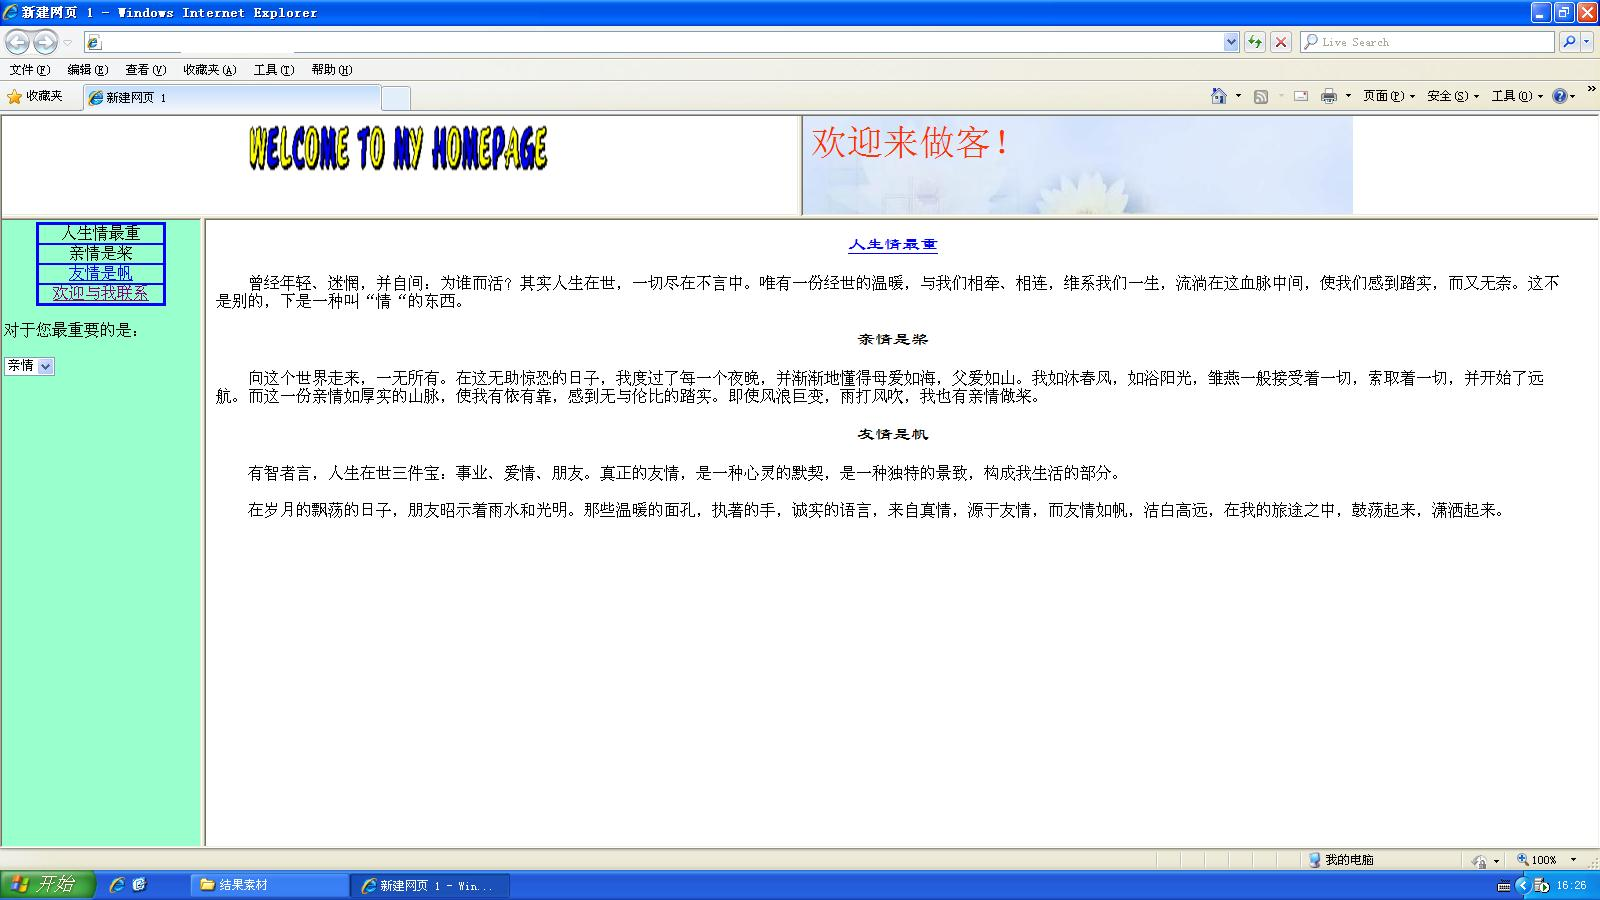 新建网页 1 - Windows Internet Explorer
Live Search
文件(F) 编辑(E) 查看(V) 收藏夹(A) 工具(T) 帮助(H)
收藏夹 新建网页 1 页面(P) 安全(S) 工具(O) »
WELCOME TO MY HOMEPAGE
欢迎来做客！
人生情最重
亲情是桨
友情是帆
欢迎与我联系
对于您最重要的是：
亲情
人生情最重
曾经年轻、迷惘，并自问：为谁而活？其实人生在世，一切尽在不言中。唯有一份经世的温暖，与我们相牵、相连，维系我们一生，流淌在这血脉中间，使我们感到踏实，而又无奈。这不
是别的，下是一种叫“情“的东西。
亲情是桨
向这个世界走来，一无所有。在这无助惊恐的日子，我度过了每一个夜晚，并渐渐地懂得母爱如海，父爱如山。我如沐春风，如浴阳光，雏燕一般接受着一切，索取着一切，并开始了远
航。而这一份亲情如厚实的山脉，使我有依有靠，感到无与伦比的踏实。即使风浪巨变，雨打风吹，我也有亲情做桨。
友情是帆
有智者言，人生在世三件宝：事业、爱情、朋友。真正的友情，是一种心灵的默契，是一种独特的景致，构成我生活的部分。
在岁月的飘荡的日子，朋友昭示着雨水和光明。那些温暖的面孔，执著的手，诚实的语言，来自真情，源于友情，而友情如帆，洁白高远，在我的旅途之中，鼓荡起来，潇洒起来。
我的电脑 100%
开始 结果素材 新建网页 1 - Win... 16:26